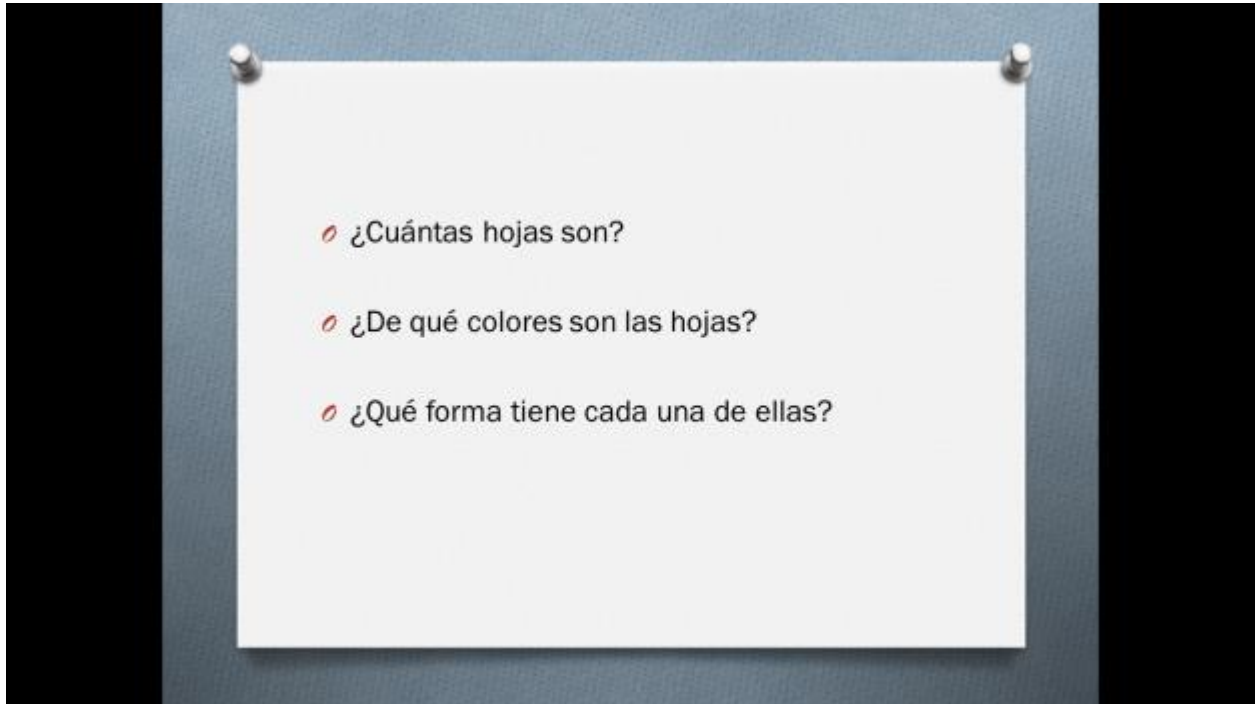 ¿Cuántas hojas son?
¿De qué colores son las hojas?
¿Qué forma tiene cada una de ellas?